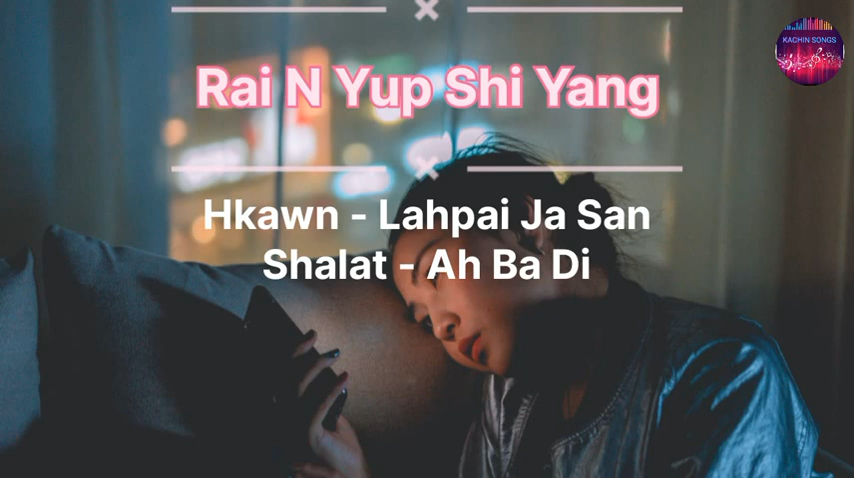 KACHIN SONGS
Rai N Yup Shi Yang
Hkawn - Lahpai Ja San
Shalat - Ah Ba Di